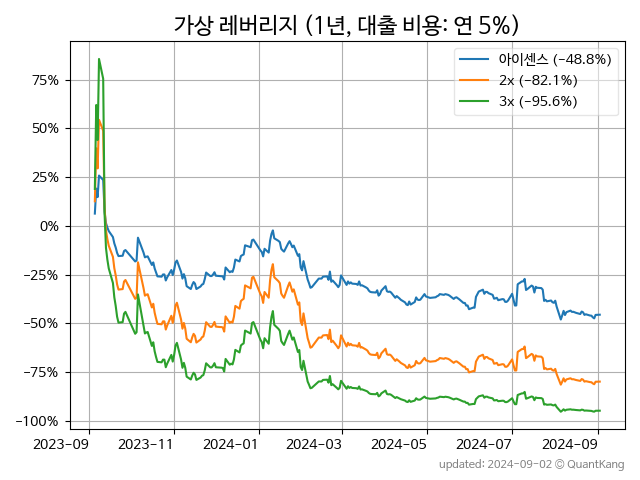 가상 레버리지 (1년, 대출 비용: 연 5%)
아이센스 (−48.8%)
2x (−82.1%)
3x (−95.6%)
75%
50%
25%
0%
−25%
−50%
−75%
−100%
2023-09 2023-11 2024-01 2024-03 2024-05 2024-07 2024-09
updated: 2024-09-02 © QuantKang